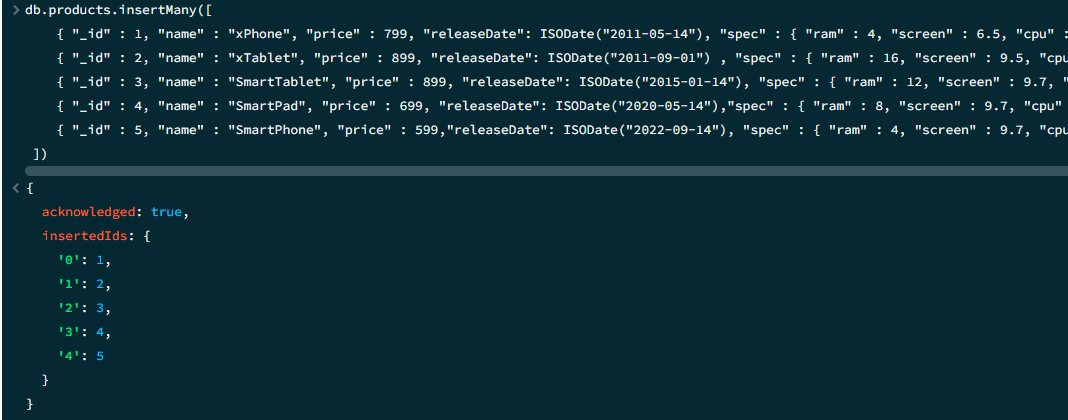 > db.products.insertMany([
{ "_id" : 1, "name" : "xPhone", "price" : 799, "releaseDate": ISODate("2011-05-14"), "spec" : { "ram" : 4, "screen" : 6.5, "cpu" :
{ "_id" : 2, "name" : "xTablet", "price" : 899, "releaseDate": ISODate("2011-09-01") , "spec" : { "ram" : 16, "screen" : 9.5, "cpu
{ "_id" : 3, "name" : "SmartTablet", "price" : 899, "releaseDate": ISODate("2015-01-14"), "spec" : { "ram" : 12, "screen" : 9.7, "
{ "_id" : 4, "name" : "SmartPad", "price" : 699, "releaseDate": ISODate("2020-05-14"),"spec" : { "ram" : 8, "screen" : 9.7, "cpu"
{ "_id" : 5, "name" : "SmartPhone", "price" : 599,"releaseDate": ISODate("2022-09-14"), "spec" : { "ram" : 4, "screen" : 9.7, "cpu
])
< {
acknowledged: true,
insertedIds: {
'0': 1,
'1': 2,
'2': 3,
'3': 4,
'4': 5
}
}